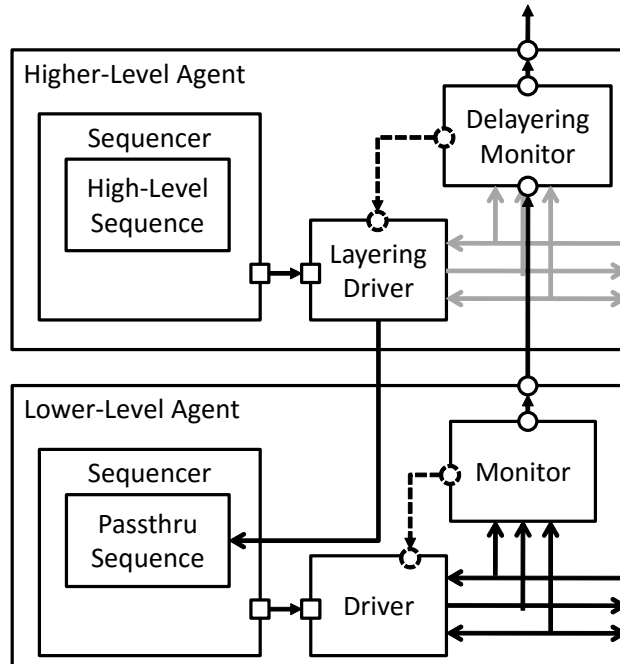 Higher-Level Agent
Sequencer
High-Level
Sequence
Delayering
Monitor
Layering
Driver
Lower-Level Agent
Sequencer
Passthru
Sequence
Monitor
Driver